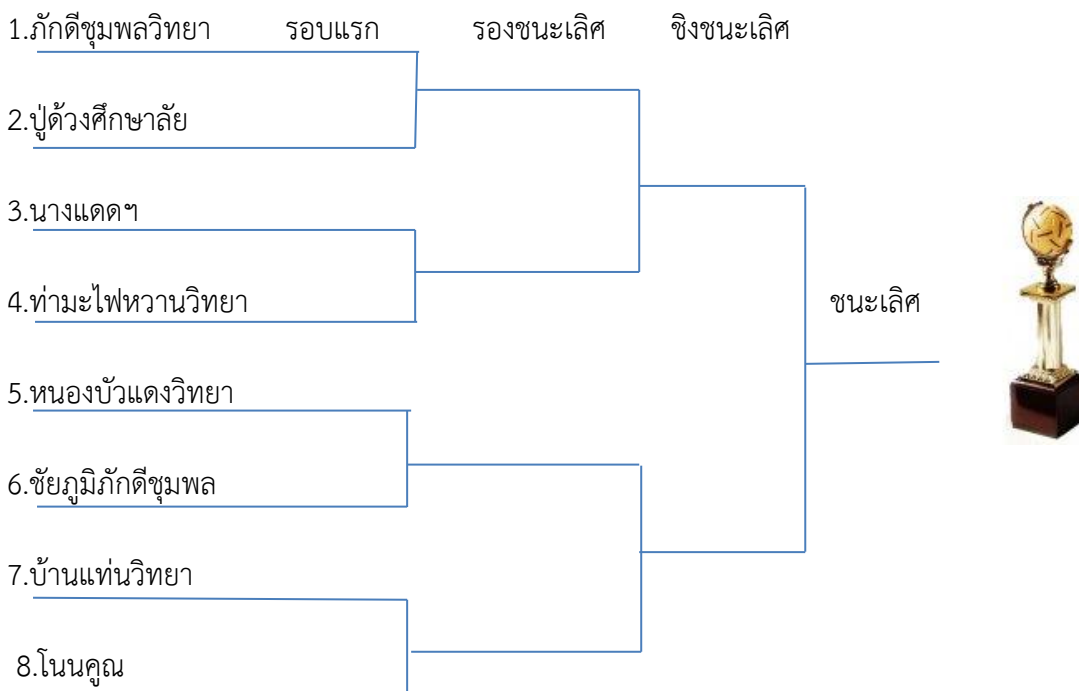 1.ภักดีชุมพลวิทยา รอบแรก รองชนะเลิศ ชิงชนะเลิศ
2.ปู่ด้วงศึกษาลัย
3.นางแดดฯ
4.ท่ามะไฟหวานวิทยา
ชนะเลิศ
5.หนองบัวแดงวิทยา
6.ชัยภูมิภักดีชุมพล
7.บ้านแท่นวิทยา
8.โนนคูณ